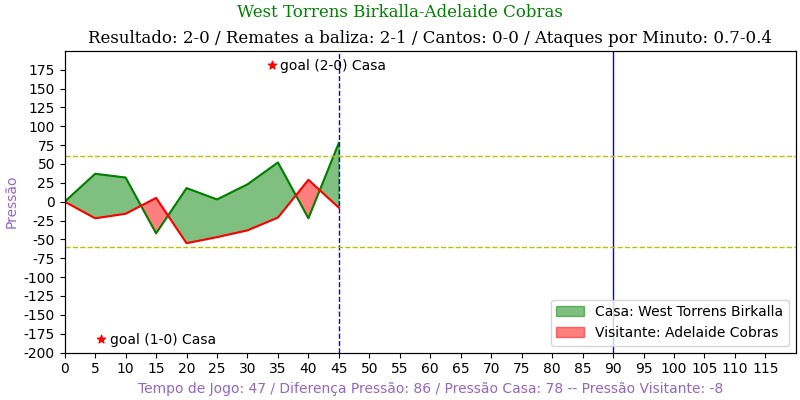 West Torrens Birkalla-Adelaide Cobras
Resultado: 2-0 / Remates a baliza: 2-1 / Cantos: 0-0 / Ataques por Minuto: 0.7-0.4
Pressão
175
150
125
100
75
50
25
0
-25
-50
-75
-100
-125
-150
-175
-200
goal (2-0) Casa
goal (1-0) Casa
Casa: West Torrens Birkalla
Visitante: Adelaide Cobras
0 5 10 15 20 25 30 35 40 45 50 55 60 65 70 75 80 85 90 95 100 105 110 115
Tempo de Jogo: 47 / Diferença Pressão: 86 / Pressão Casa: 78 -- Pressão Visitante: -8